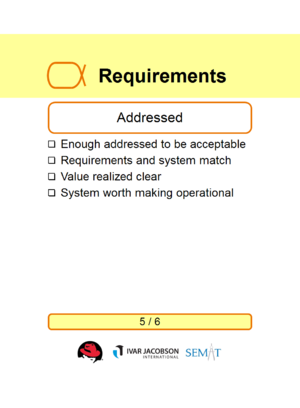 Requirements
Addressed
❑ Enough addressed to be acceptable
❑ Requirements and system match
❑ Value realized clear
❑ System worth making operational
5 / 6
IVAR JACOBSON
INTERNATIONAL
SEMAT